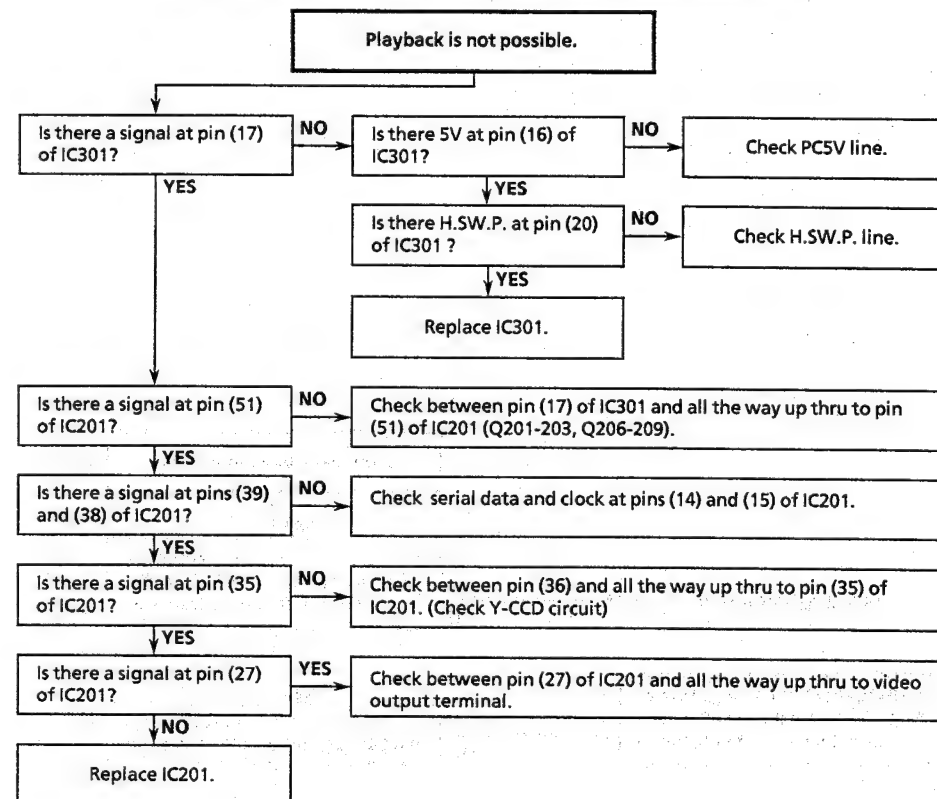 Playback is not possible.
Is there a signal at pin (17)
of IC301?
NO
Is there 5V at pin (16) of
IC301?
NO
Check PC5V line.
YES
YES
Is there H.SW.P. at pin (20)
of IC301 ?
NO
Check H.SW.P. line.
YES
Replace IC301.
Is there a signal at pin (51)
of IC201?
NO
Check between pin (17) of IC301 and all the way up thru to pin
(51) of IC201 (Q201-203, Q206-209).
YES
Is there a signal at pins (39)
and (38) of IC201?
NO
Check serial data and clock at pins (14) and (15) of IC201.
YES
Is there a signal at pin (35)
of IC201?
NO
Check between pin (36) and all the way up thru to pin (35) of
IC201. (Check Y-CCD circuit)
YES
Is there a signal at pin (27)
of IC201?
YES
Check between pin (27) of IC201 and all the way up thru to video
output terminal.
NO
Replace IC201.